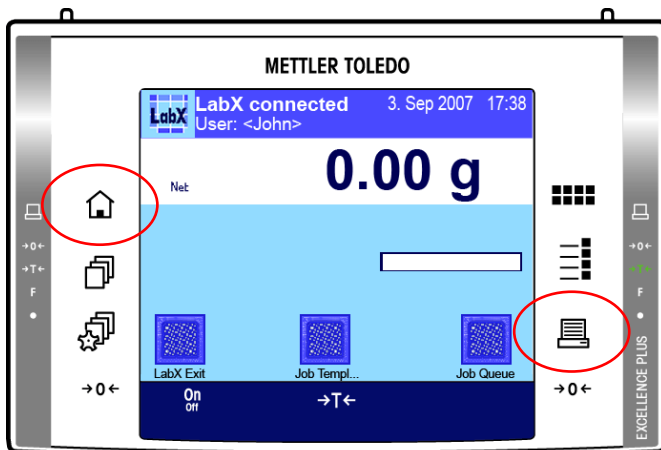 METTLER TOLEDO
LabX
LabX connected
3. Sep 2007 17:38
User: <John>
Net
0.00 g
→0←
→T←
F
→0←
→T←
F
LabX Exit
Job Templ...
Job Queue
→0←
On
Off
→T←
→0←
EXCELLENCE PLUS